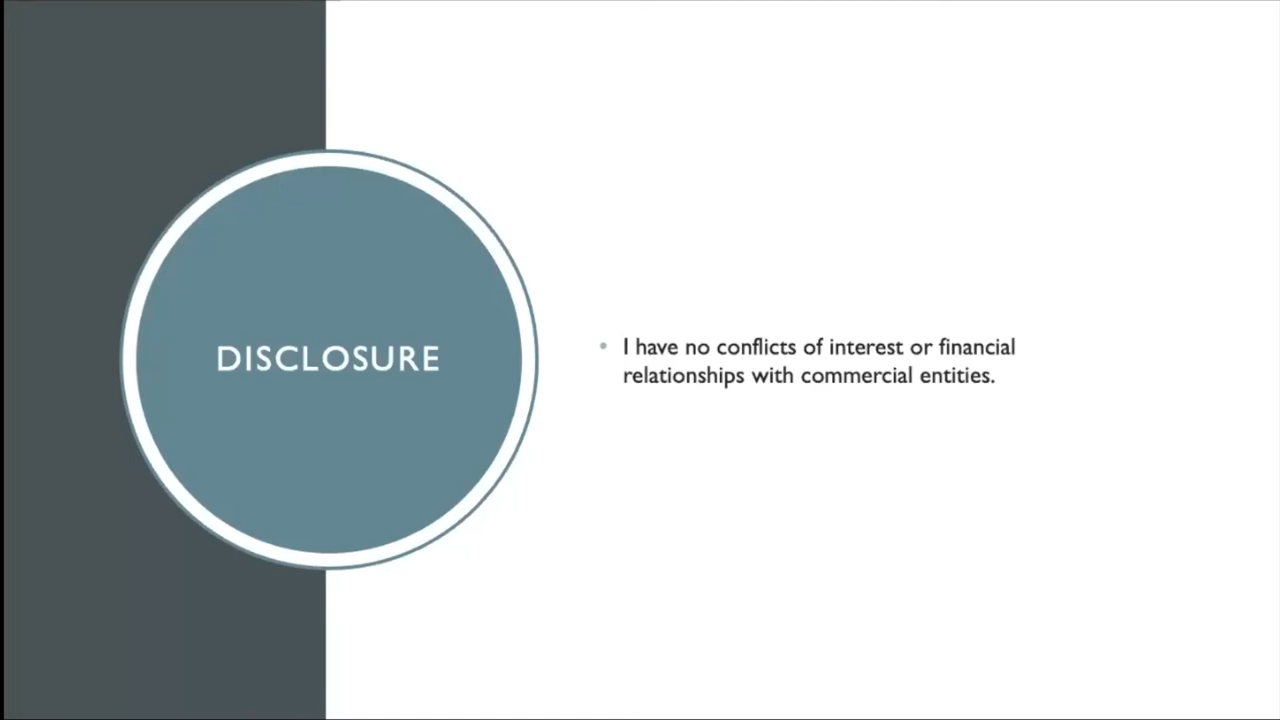 DISCLOSURE
• I have no conflicts of interest or financial
relationships with commercial entities.